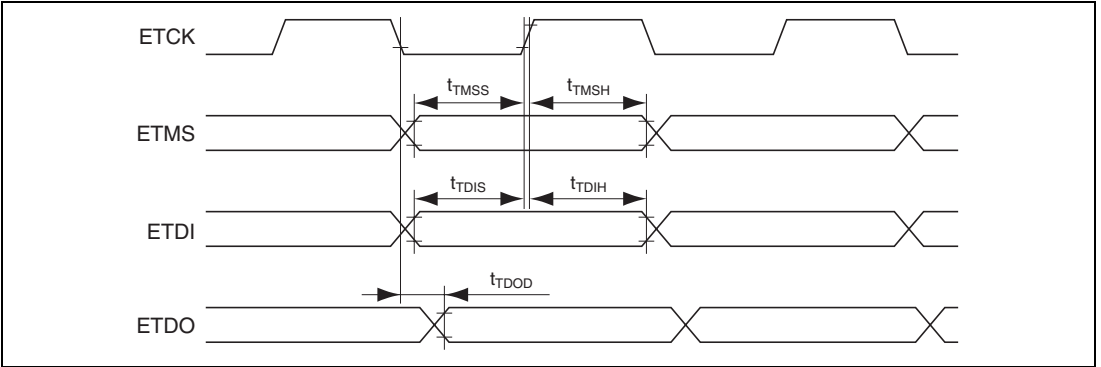 ETCK
tTMSS tTMSH
ETMS
tTDIS tTDIH
ETDI
tTDOD
ETDO